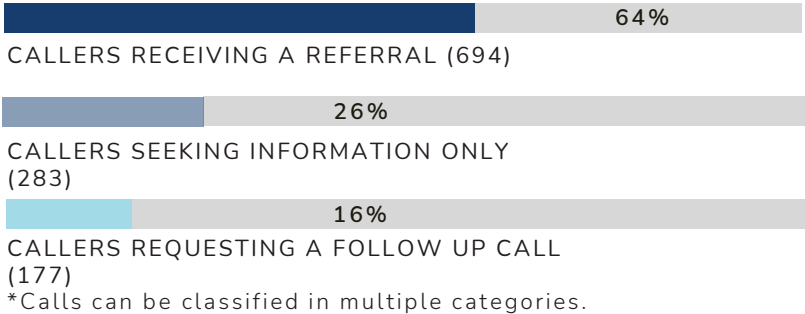 64%
CALLERS RECEIVING A REFERRAL (694)
26%
CALLERS SEEKING INFORMATION ONLY
(283)
16%
CALLERS REQUESTING A FOLLOW UP CALL
(177)
*Calls can be classified in multiple categories.